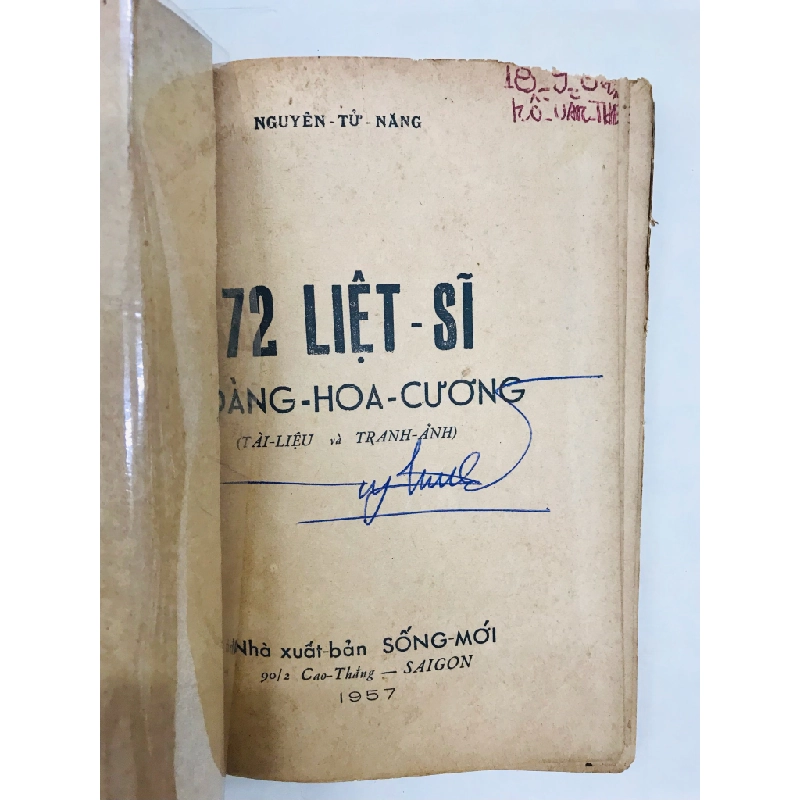 NGUYÊN-TỬ-NĂNG
72 LIỆT-SĨ
OÀNG-HOA-CƯƠNG
(TÀI-LIỆU và TRANH-ẢNH)
Nhà xuất-bản SỐNG-MỚI
90/2 Cao-Thắng — SAIGON
1957